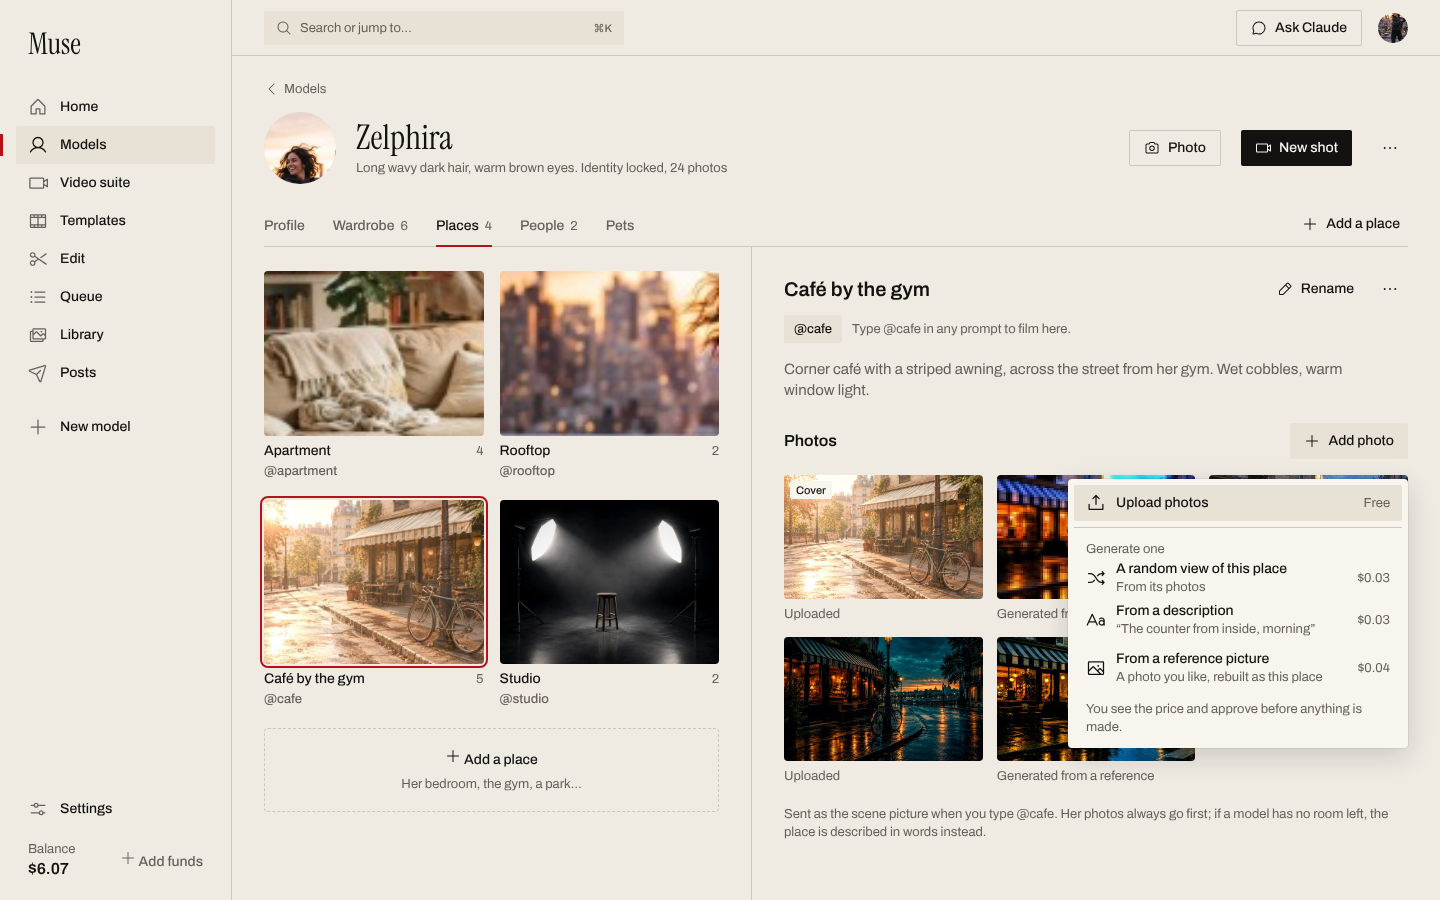 Muse
Search or jump to...
⌘K
Ask Claude
Home
Models
Video suite
Templates
Edit
Queue
Library
Posts
New model
Settings
Balance
$6.07
Add funds
Models
Zelphira
Long wavy dark hair, warm brown eyes. Identity locked, 24 photos
Photo
New shot
Profile
Wardrobe 6
Places 4
People 2
Pets
Add a place
Apartment 4
@apartment
Rooftop 2
@rooftop
Café by the gym 5
@cafe
Studio 2
@studio
Add a place
Her bedroom, the gym, a park...
Café by the gym
Rename
@cafe
Type @cafe in any prompt to film here.
Corner café with a striped awning, across the street from her gym. Wet cobbles, warm
window light.
Photos
Add photo
Cover
Uploaded
Generated
Uploaded
Generated from a reference
Upload photos Free
Generate one
A random view of this place
From its photos
$0.03
From a description
“The counter from inside, morning”
$0.03
From a reference picture
A photo you like, rebuilt as this place
$0.04
You see the price and approve before anything is
made.
Sent as the scene picture when you type @cafe. Her photos always go first; if a model has no room left, the
place is described in words instead.